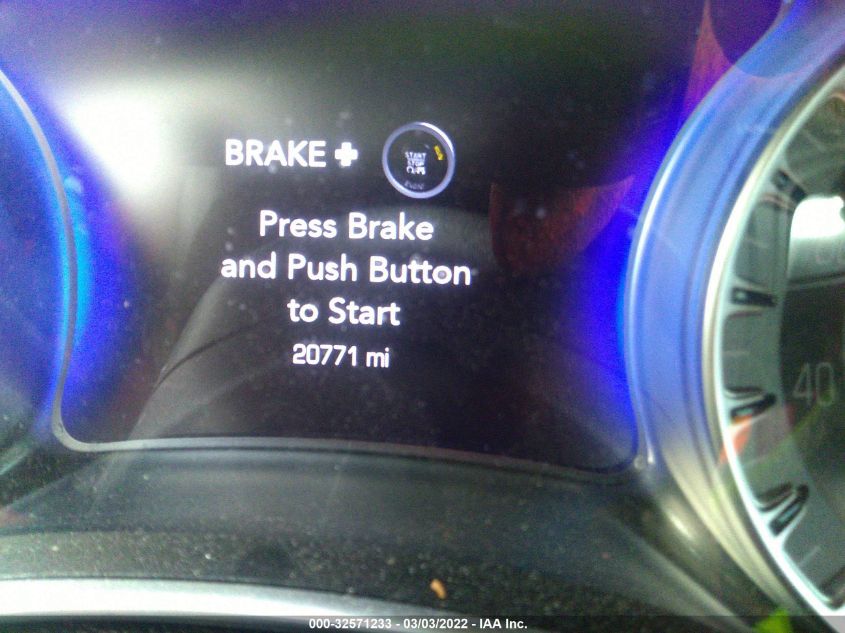 BRAKE +
START
STOP
Press Brake
and Push Button
to Start
20771 mi
40
000-32571233 - 03/03/2022 - IAA Inc.